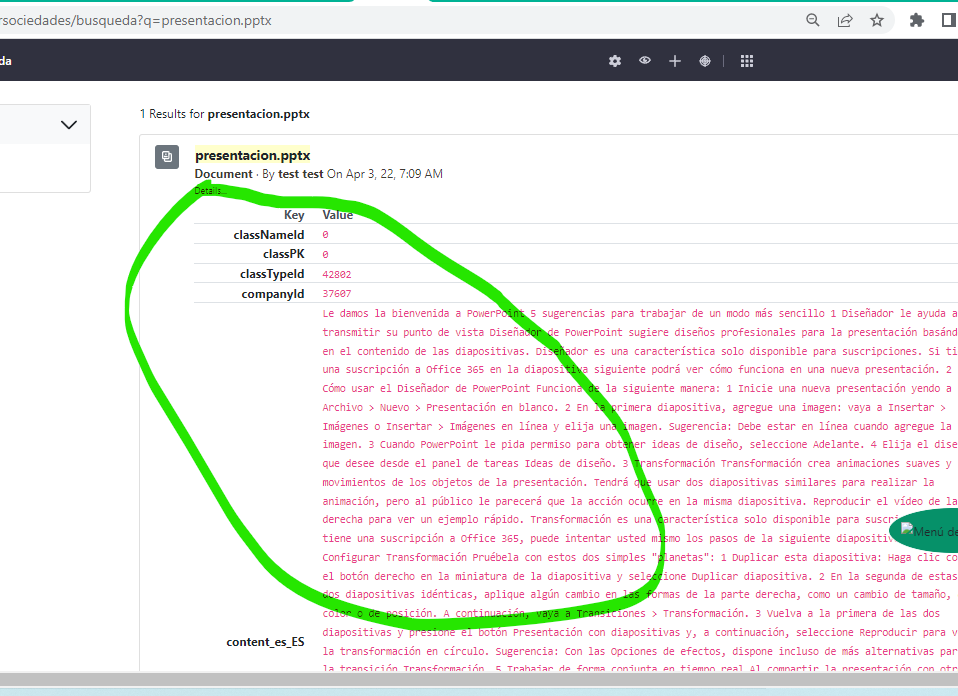 rsociedades/busqueda?q=presentacion.pptx
da
1 Results for presentacion.pptx
presentacion.pptx
Document · By test test On Apr 3, 22, 7:09 AM
Details...
Key Value
classNameId 0
classPK 0
classTypeId 42802
companyId 37607
Le damos la bienvenida a PowerPoint 5 sugerencias para trabajar de un modo más sencillo 1 Diseñador le ayuda a
transmitir su punto de vista Diseñador de PowerPoint sugiere diseños profesionales para la presentación basánd
en el contenido de las diapositivas. Diseñador es una característica solo disponible para suscripciones. Si ti
una suscripción a Office 365 en la diapositiva siguiente podrá ver cómo funciona en una nueva presentación. 2
Cómo usar el Diseñador de PowerPoint Funciona de la siguiente manera: 1 Inicie una nueva presentación yendo a
Archivo > Nuevo > Presentación en blanco. 2 En la primera diapositiva, agregue una imagen: vaya a Insertar >
Imágenes o Insertar > Imágenes en línea y elija una imagen. Sugerencia: Debe estar en línea cuando agregue la
imagen. 3 Cuando PowerPoint le pida permiso para obtener ideas de diseño, seleccione Adelante. 4 Elija el dise
que desee desde el panel de tareas Ideas de diseño. 3 Transformación Transformación crea animaciones suaves y
movimientos de los objetos de la presentación. Tendrá que usar dos diapositivas similares para realizar la
animación, pero al público le parecerá que la acción ocurre en la misma diapositiva. Reproducir el vídeo de la
derecha para ver un ejemplo rápido. Transformación es una característica solo disponible para suscri
Menú de
tiene una suscripción a Office 365, puede intentar usted mismo los pasos de la siguiente diapositiv
Configurar Transformación Pruébela con estos dos simples "planetas": 1 Duplicar esta diapositiva: Haga clic co
el botón derecho en la miniatura de la diapositiva y seleccione Duplicar diapositiva. 2 En la segunda de estas
dos diapositivas idénticas, aplique algún cambio en las formas de la parte derecha, como un cambio de tamaño,
color o de posición. A continuación, vaya a Transiciones > Transformación. 3 Vuelva a la primera de las dos
diapositivas y presione el botón Presentación con diapositivas y, a continuación, seleccione Reproducir para v
content_es_ES
la transformación en círculo. Sugerencia: Con las Opciones de efectos, dispone incluso de más alternativas par
la transición Transformación. 5 Trabajar de forma conjunta en tiempo real Al compartir la presentación con otr